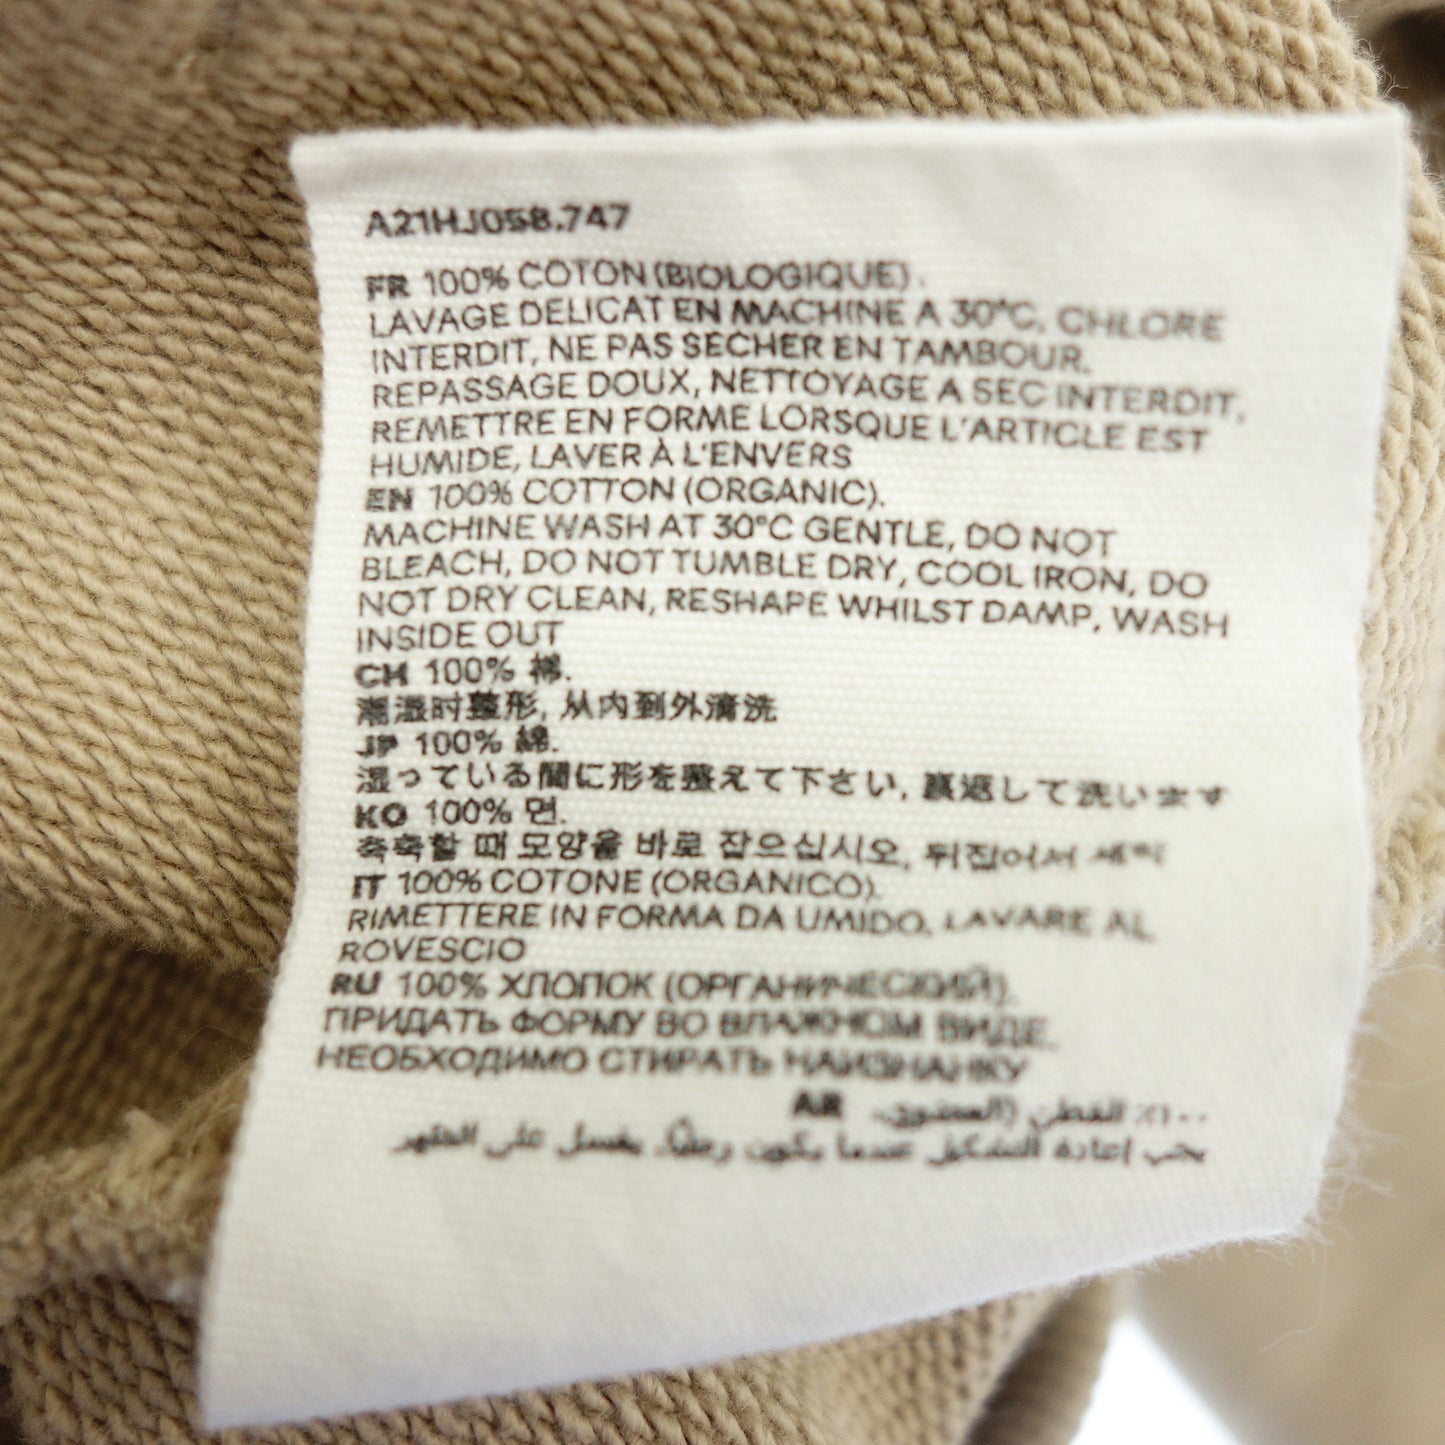 A21HJ058.747
FR 100% COTON (BIOLOGIQUE).
LAVAGE DELICAT EN MACHINE A 30°C, CHLORE
INTERDIT, NE PAS SECHER EN TAMBOUR.
REPASSAGE DOUX, NETTOYAGE A SEC INTERDIT,
REMETTRE EN FORME LORSQUE L'ARTICLE EST
HUMIDE, LAVER À L'ENVERS
EN 100% COTTON (ORGANIC).
MACHINE WASH AT 30°C GENTLE, DO NOT
BLEACH, DO NOT TUMBLE DRY, COOL IRON, DO
NOT DRY CLEAN, RESHAPE WHILST DAMP, WASH
INSIDE OUT
CH 100% 棉.
潮湿时整形, 从内到外清洗
JP 100% 綿.
湿っている間に形を整えて下さい, 裏返して洗います
KO 100% 면.
축축할 때 모양을 바로 잡으십시오, 뒤집어서 세척
IT 100% COTONE (ORGANICO).
RIMETTERE IN FORMA DA UMIDO, LAVARE AL
ROVESCIO
RU 100% ХЛОПОК (ОРГАНИЧЕСКИЙ).
ПРИДАТЬ ФОРМУ ВО ВЛАЖНОМ ВИДЕ,
НЕОБХОДИМО СТИРАТЬ НАИЗНАНКУ
AR ١٠٠٪ القطن (العضوي).
يجب إعادة التشكيل عندما يكون رطبًا، يغسل على الظهر